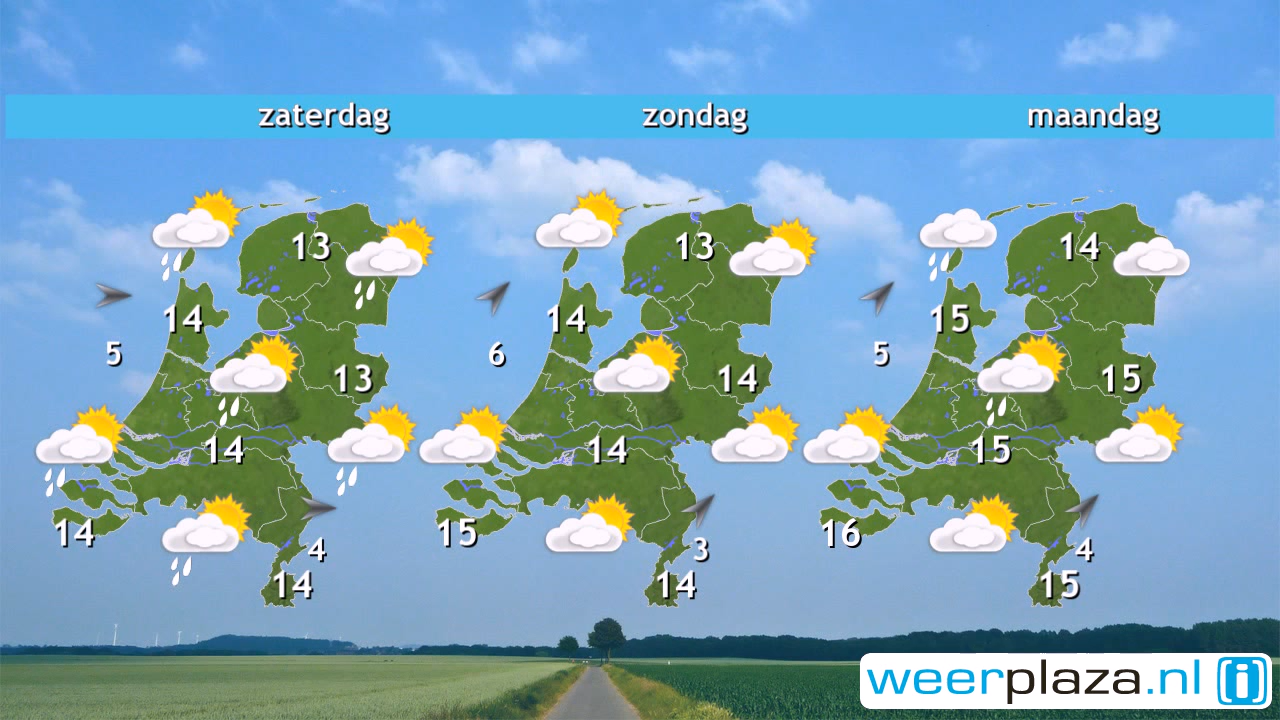 zaterdag zondag maandag
13 13 14
14 14 15
5 6 5
13 14 15
14 14 15
14 15 16
4 3 4
14 14 15
weerplaza.nl i